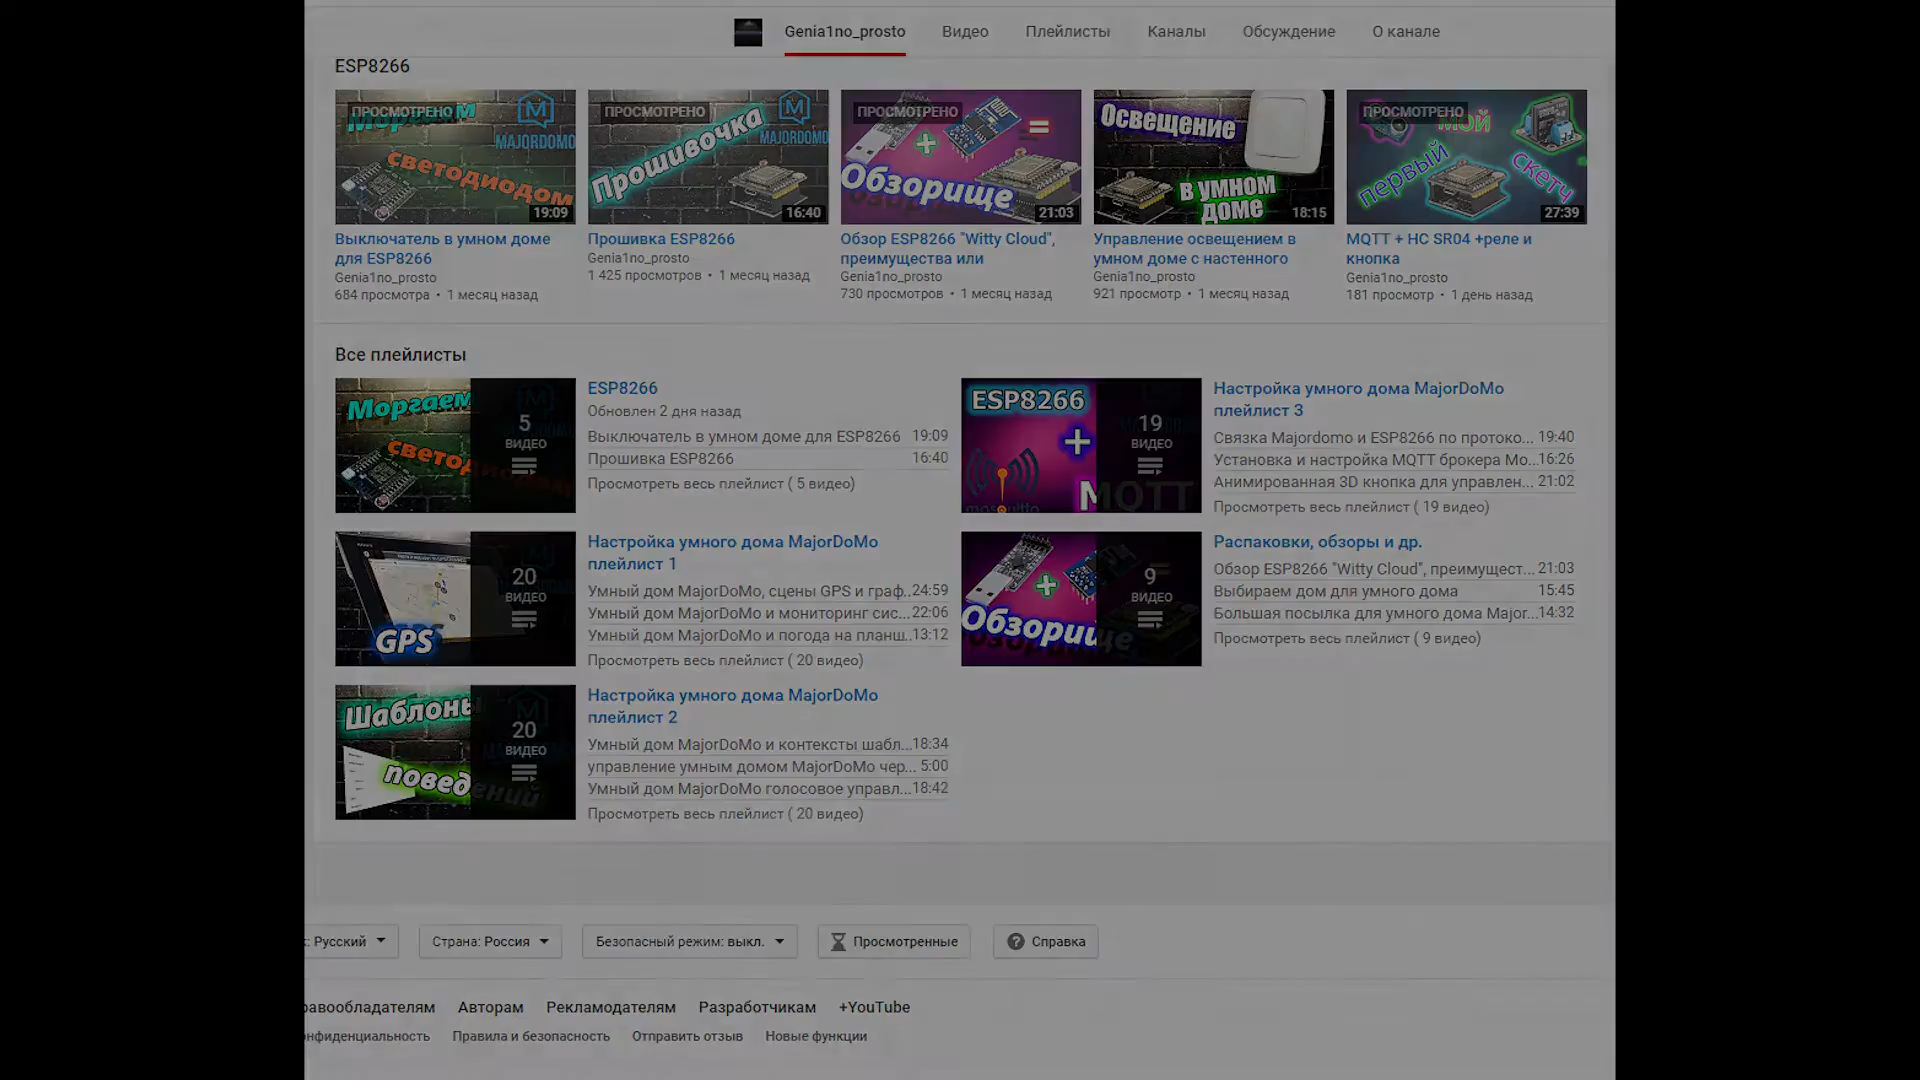 Genia1no_prosto Видео Плейлисты Каналы Обсуждение О канале
ESP8266
ПРОСМОТРЕНО
Моргаем
светодиодом
MAJORDOMO
19:09
Выключатель в умном доме
для ESP8266
Genia1no_prosto
684 просмотра • 1 месяц назад
ПРОСМОТРЕНО
Прошивочка
MAJORDOMO
16:40
Прошивка ESP8266
Genia1no_prosto
1 425 просмотров • 1 месяц назад
ПРОСМОТРЕНО
+
=
Обзорище
21:03
Обзор ESP8266 "Witty Cloud",
преимущества или
Genia1no_prosto
730 просмотров • 1 месяц назад
Освещение
в умном
доме
18:15
Управление освещением в
умном доме с настенного
Genia1no_prosto
921 просмотр • 1 месяц назад
ПРОСМОТРЕНО
мой
первый
скетч
27:39
MQTT + HC SR04 +реле и
кнопка
Genia1no_prosto
181 просмотр • 1 день назад
Все плейлисты
Моргаем
5
ВИДЕО
ESP8266
Обновлен 2 дня назад
Выключатель в умном доме для ESP8266 19:09
Прошивка ESP8266 16:40
Просмотреть весь плейлист ( 5 видео)
ESP8266
+
MQTT
mosquitto
19
ВИДЕО
Настройка умного дома MajorDoMo
плейлист 3
Связка Majordomo и ESP8266 по протоко... 19:40
Установка и настройка MQTT брокера Mo... 16:26
Анимированная 3D кнопка для управлен... 21:02
Просмотреть весь плейлист ( 19 видео)
GPS
20
ВИДЕО
Настройка умного дома MajorDoMo
плейлист 1
Умный дом MajorDoMo, сцены GPS и граф... 24:59
Умный дом MajorDoMo и мониторинг сис... 22:06
Умный дом MajorDoMo и погода на планш... 13:12
Просмотреть весь плейлист ( 20 видео)
+
Обзорище
9
ВИДЕО
Распаковки, обзоры и др.
Обзор ESP8266 "Witty Cloud", преимущест... 21:03
Выбираем дом для умного дома 15:45
Большая посылка для умного дома Major... 14:32
Просмотреть весь плейлист ( 9 видео)
Шаблоны
поведений
20
ВИДЕО
Настройка умного дома MajorDoMo
плейлист 2
Умный дом MajorDoMo и контексты шабл... 18:34
управление умным домом MajorDoMo чер... 5:00
Умный дом MajorDoMo голосовое управл... 18:42
Просмотреть весь плейлист ( 20 видео)
к: Русский Страна: Россия Безопасный режим: выкл. Просмотренные ? Справка
равообладателям Авторам Рекламодателям Разработчикам +YouTube
онфиденциальность Правила и безопасность Отправить отзыв Новые функции